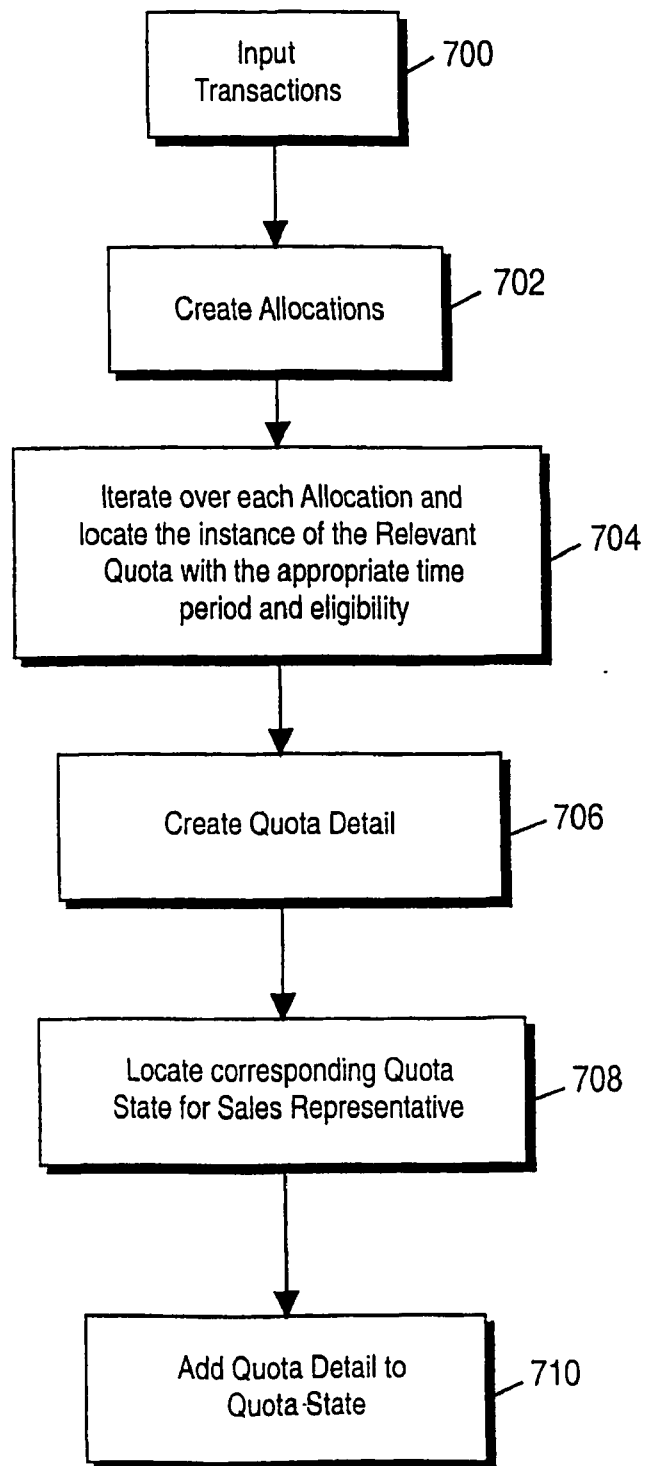 Input
Transactions
700
Create Allocations
702
Iterate over each Allocation and
locate the instance of the Relevant
Quota with the appropriate time
period and eligibility
704
Create Quota Detail
706
Locate corresponding Quota
State for Sales Representative
708
Add Quota Detail to
Quota State
710